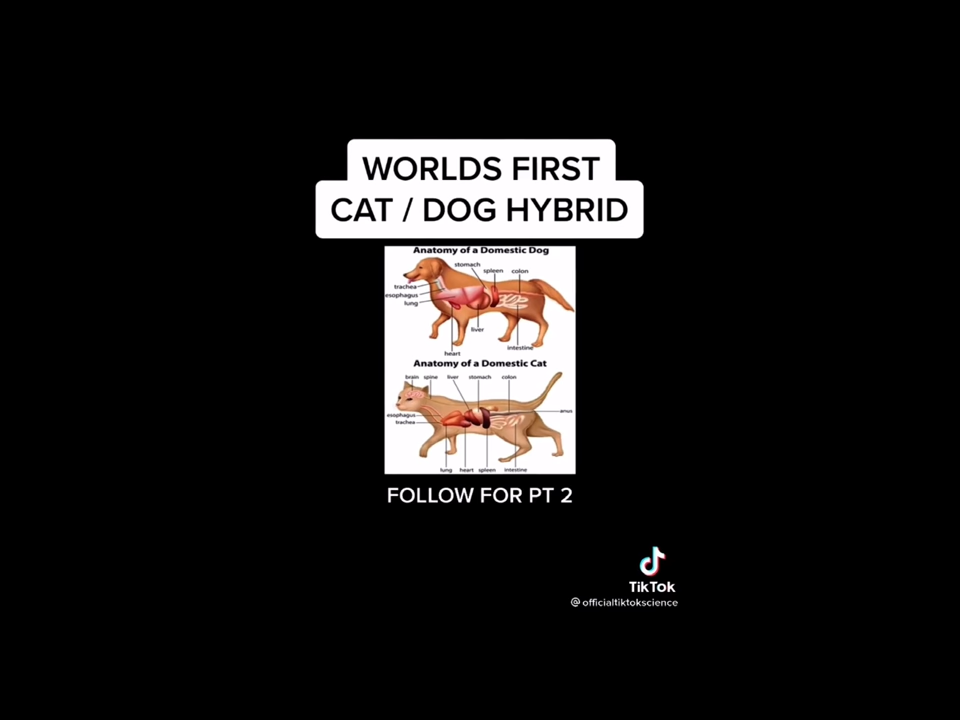 WORLDS FIRST
CAT / DOG HYBRID
Anatomy of a Domestic Dog
stomach
spleen
colon
trachea
esophagus
lung
liver
intestine
heart
Anatomy of a Domestic Cat
brain
spine
liver
stomach
colon
anus
esophagus
trachea
lung
heart
spleen
intestine
FOLLOW FOR PT 2
TikTok
@officialtiktokscience